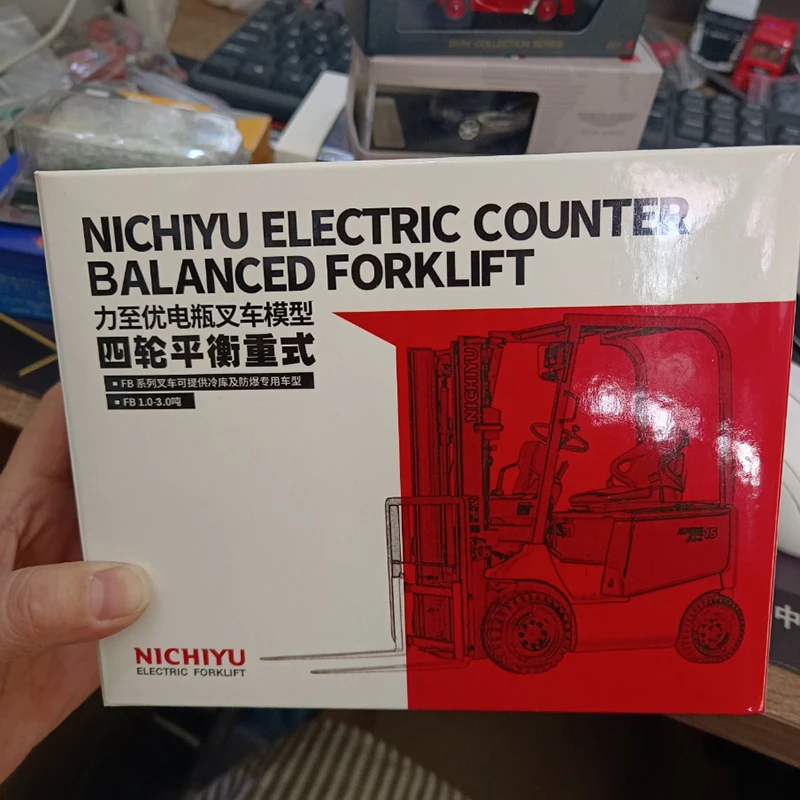 NICHIYU ELECTRIC COUNTER
BALANCED FORKLIFT
力至优电瓶叉车模型
四轮平衡重式
▪ FB 系列叉车可提供冷库及防爆专用车型
▪ FB 1.0-3.0吨
NICHIYU
15
NICHIYU
ELECTRIC FORKLIFT
中